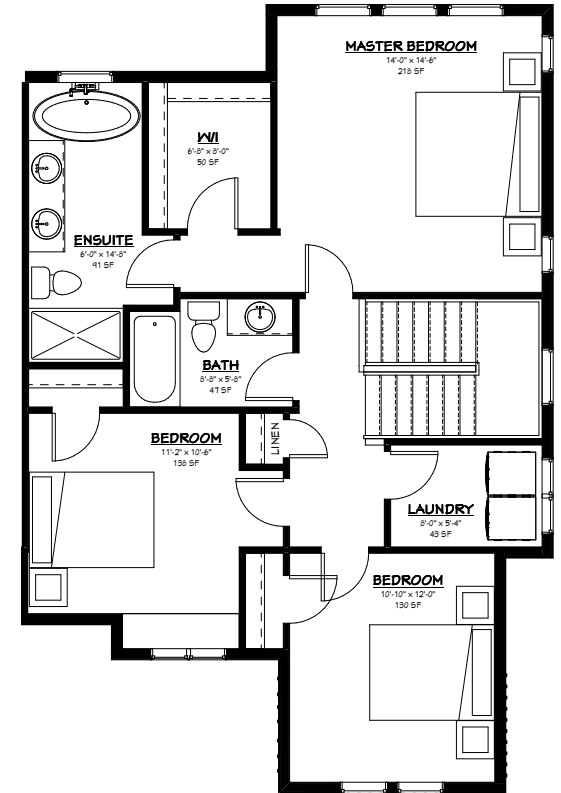 MASTER BEDROOM
14'-0" x 14'-6"
218 SF
W/I
6'-8" x 8'-0"
50 SF
ENSUITE
6'-0" x 14'-8"
91 SF
BATH
8'-8" x 5'-8"
47 SF
LINEN
BEDROOM
11'-2" x 10'-6"
138 SF
LAUNDRY
8'-0" x 5'-4"
43 SF
BEDROOM
10'-10" x 12'-0"
130 SF